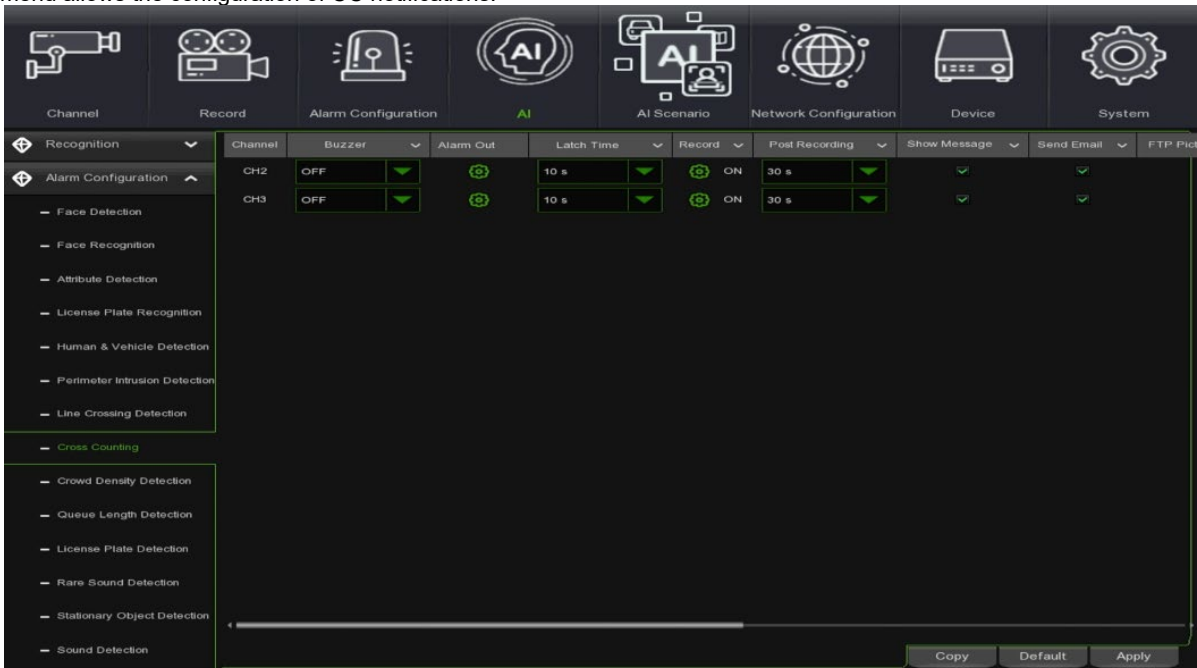 menu allows the configuration of CC notifications.
AI
AI
Channel Record Alarm Configuration AI AI Scenario Network Configuration Device System
Recognition
Channel Buzzer Alarm Out Latch Time Record Post Recording Show Message Send Email FTP Pict
Alarm Configuration
CH2 OFF 10 s ON 30 s
CH3 OFF 10 s ON 30 s
Face Detection
Face Recognition
Attribute Detection
License Plate Recognition
Human & Vehicle Detection
Perimeter Intrusion Detection
Line Crossing Detection
Cross Counting
Crowd Density Detection
Queue Length Detection
License Plate Detection
Rare Sound Detection
Stationary Object Detection
Sound Detection
Copy Default Apply